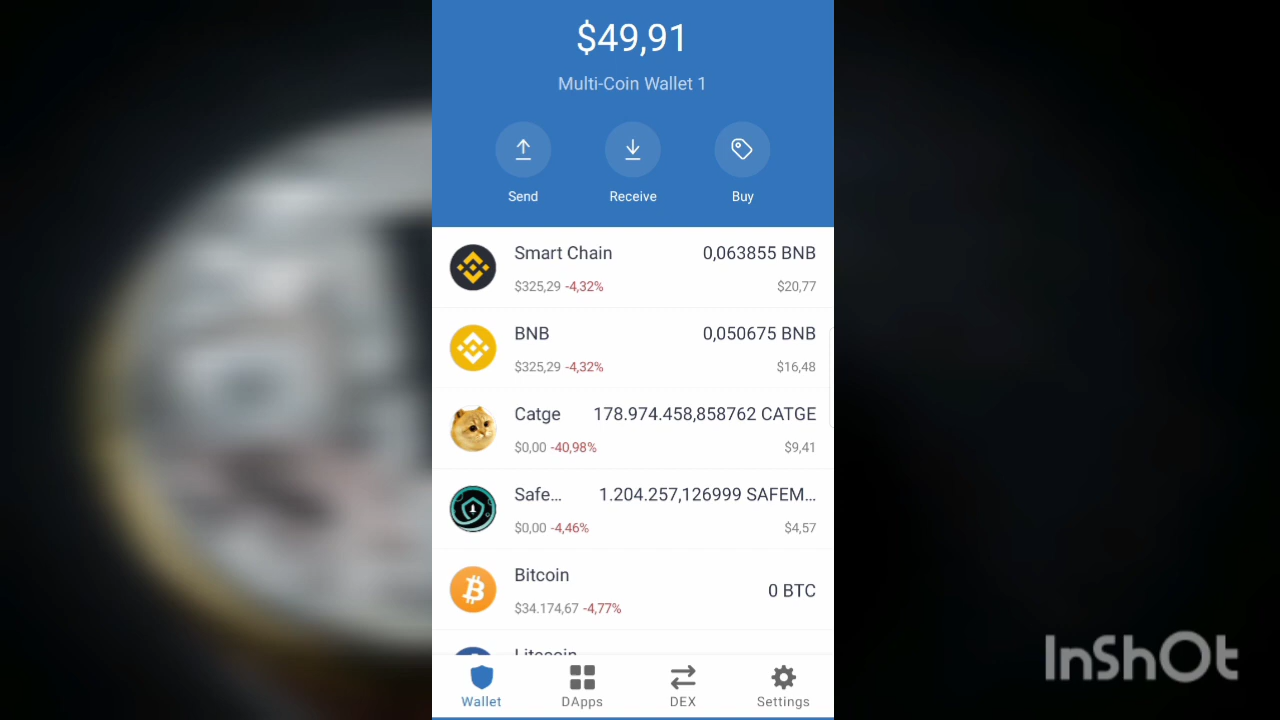 $49,91
Multi-Coin Wallet 1
Send Receive Buy
Smart Chain 0,063855 BNB
$325,29 -4,32% $20,77
BNB 0,050675 BNB
$325,29 -4,32% $16,48
Catge 178.974.458,858762 CATGE
$0,00 -40,98% $9,41
Safe... 1.204.257,126999 SAFEM...
$0,00 -4,46% $4,57
Bitcoin 0 BTC
$34.174,67 -4,77%
Litecoin
Wallet DApps DEX Settings
InShOt